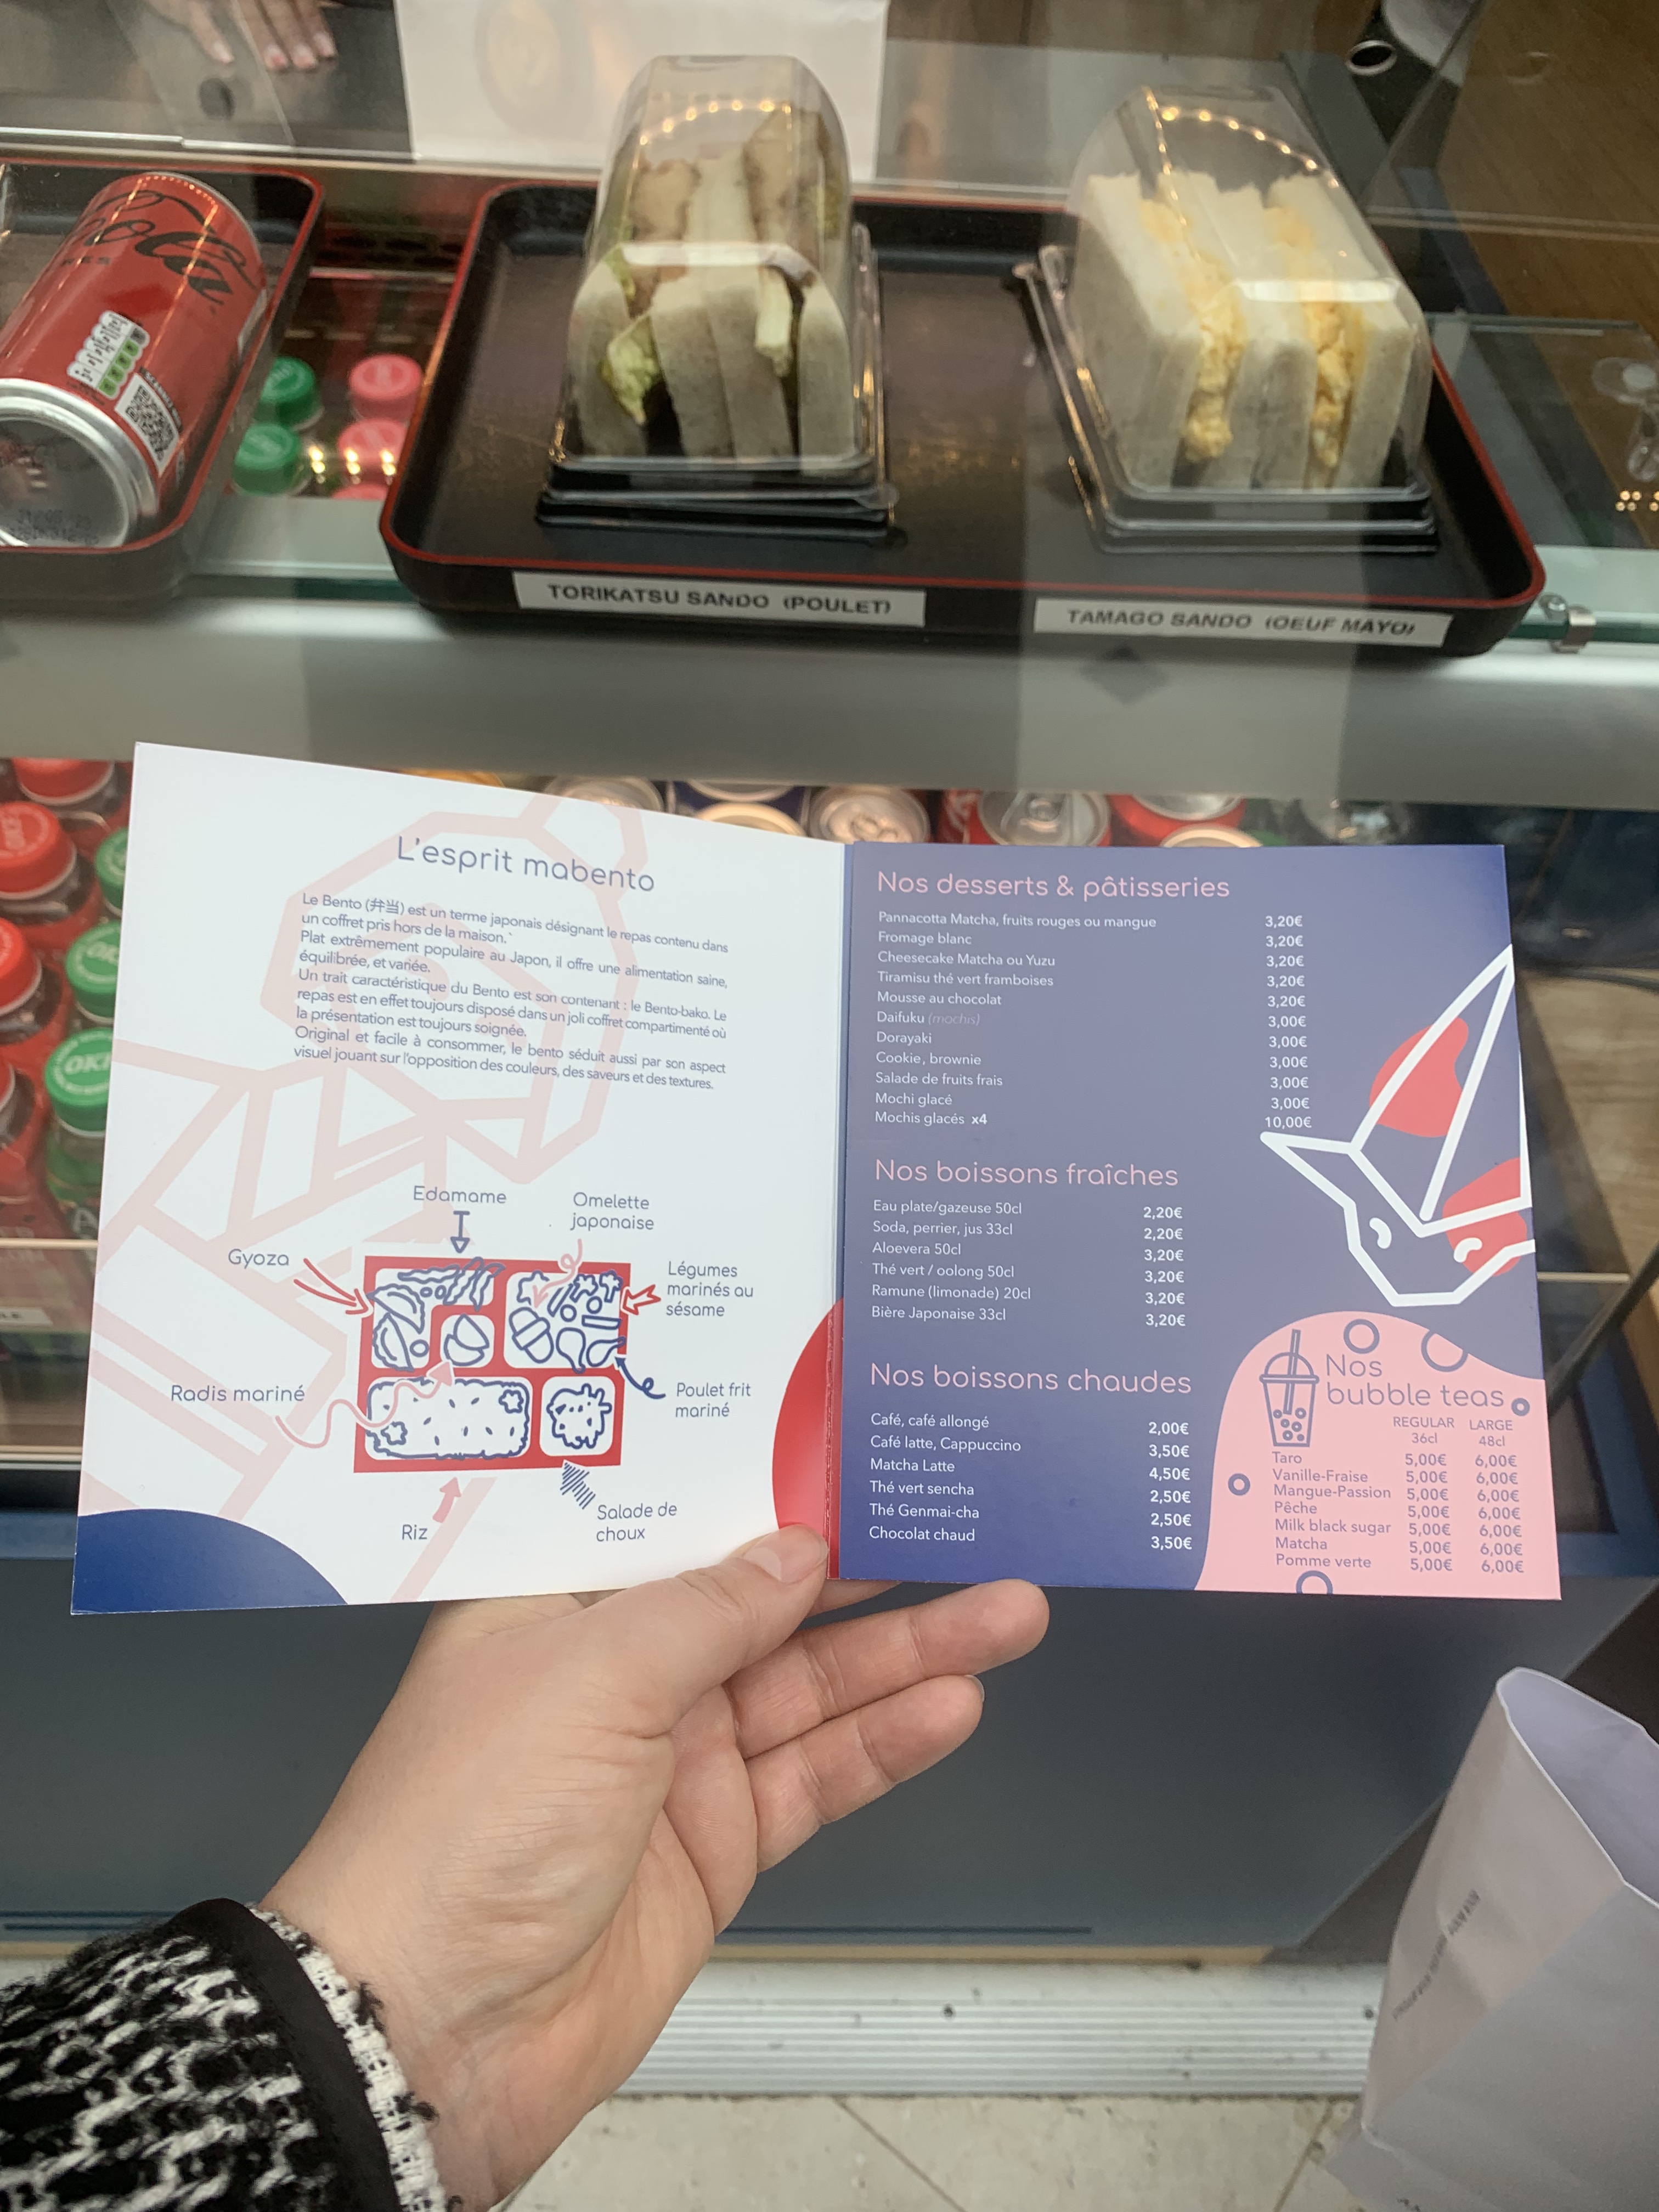 Cola
TORIKATSU SANDO (POULET)
TAMAGO SANDO (OEUF MAYO)
L'esprit mabento
Le Bento (弁当) est un terme japonais désignant le repas contenu dans
un coffret pris hors de la maison.
Plat extrêmement populaire au Japon, il offre une alimentation saine,
équilibrée, et variée.
Un trait caractéristique du Bento est son contenant : le Bento-bako. Le
repas est en effet toujours disposé dans un joli coffret compartimenté où
la présentation est toujours soignée.
Original et facile à consommer, le bento séduit aussi par son aspect
visuel jouant sur l'opposition des couleurs, des saveurs et des textures.
Edamame
Omelette
japonaise
Gyoza
Légumes
marinés au
sésame
Radis mariné
Poulet frit
mariné
Salade de
choux
Riz
Nos desserts & pâtisseries
Pannacotta Matcha, fruits rouges ou mangue 3,20€
Fromage blanc 3,20€
Cheesecake Matcha ou Yuzu 3,20€
Tiramisu thé vert framboises 3,20€
Mousse au chocolat 3,20€
Daifuku (mochis) 3,00€
Dorayaki 3,00€
Cookie, brownie 3,00€
Salade de fruits frais 3,00€
Mochi glacé 3,00€
Mochis glacés x4 10,00€
Nos boissons fraîches
Eau plate/gazeuse 50cl 2,20€
Soda, perrier, jus 33cl 2,20€
Aloevera 50cl 3,20€
Thé vert / oolong 50cl 3,20€
Ramune (limonade) 20cl 3,20€
Bière Japonaise 33cl 3,20€
Nos boissons chaudes
Café, café allongé 2,00€
Café latte, Cappuccino 3,50€
Matcha Latte 4,50€
Thé vert sencha 2,50€
Thé Genmai-cha 2,50€
Chocolat chaud 3,50€
Nos
bubble teas
REGULAR LARGE
36cl 48cl
Taro 5,00€ 6,00€
Vanille-Fraise 5,00€ 6,00€
Mangue-Passion 5,00€ 6,00€
Pêche 5,00€ 6,00€
Milk black sugar 5,00€ 6,00€
Matcha 5,00€ 6,00€
Pomme verte 5,00€ 6,00€